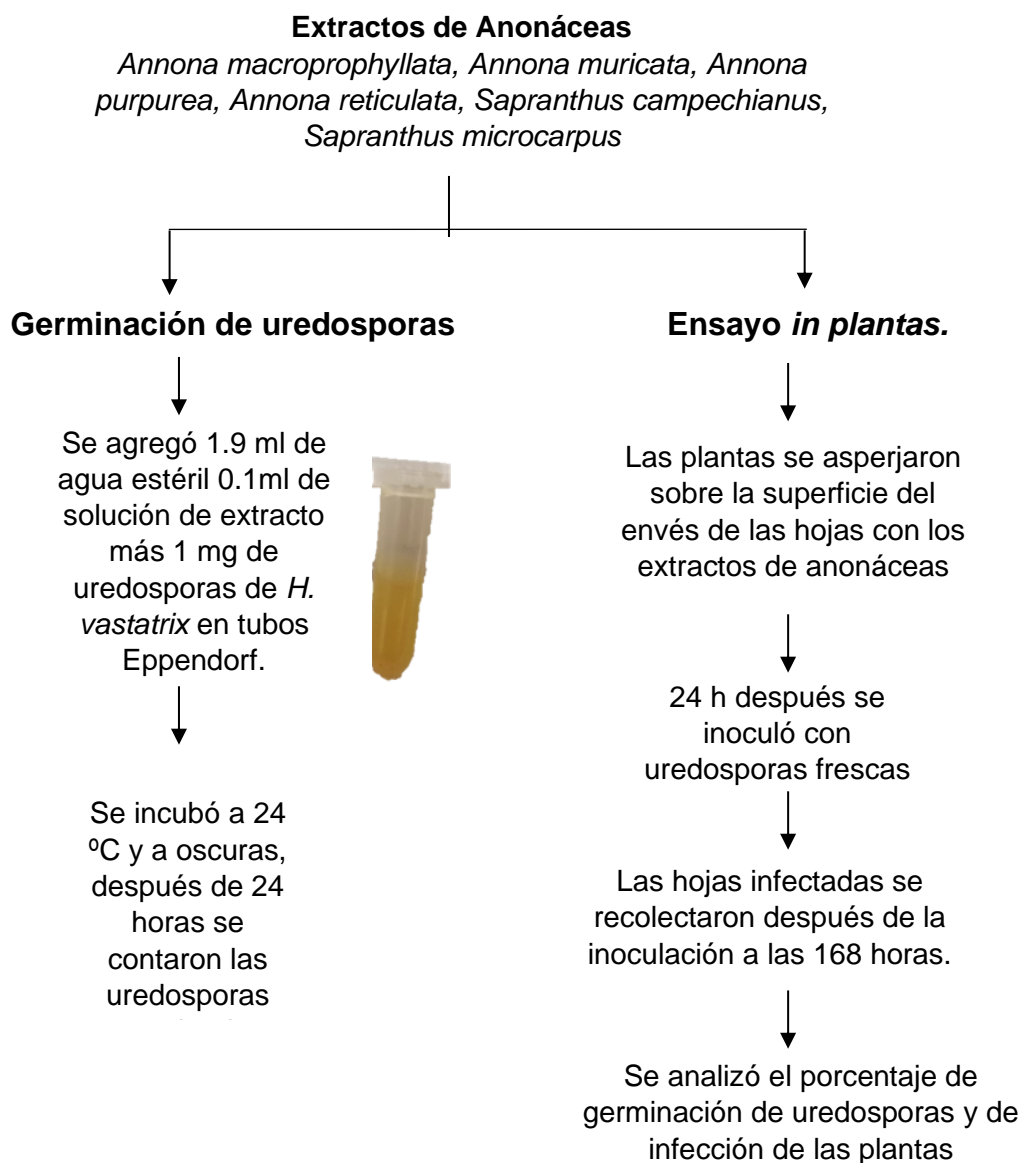 Extractos de Anonáceas
Annona macroprophyllata, Annona muricata, Annona
purpurea, Annona reticulata, Sapranthus campechianus,
Sapranthus microcarpus
Germinación de uredosporas
Se agregó 1.9 ml de
agua estéril 0.1ml de
solución de extracto
más 1 mg de
uredosporas de H.
vastatrix en tubos
Eppendorf.
Se incubó a 24
ºC y a oscuras,
después de 24
horas se
contaron las
uredosporas
Ensayo in plantas.
Las plantas se asperjaron
sobre la superficie del
envés de las hojas con los
extractos de anonáceas
24 h después se
inoculó con
uredosporas frescas
Las hojas infectadas se
recolectaron después de la
inoculación a las 168 horas.
Se analizó el porcentaje de
germinación de uredosporas y de
infección de las plantas